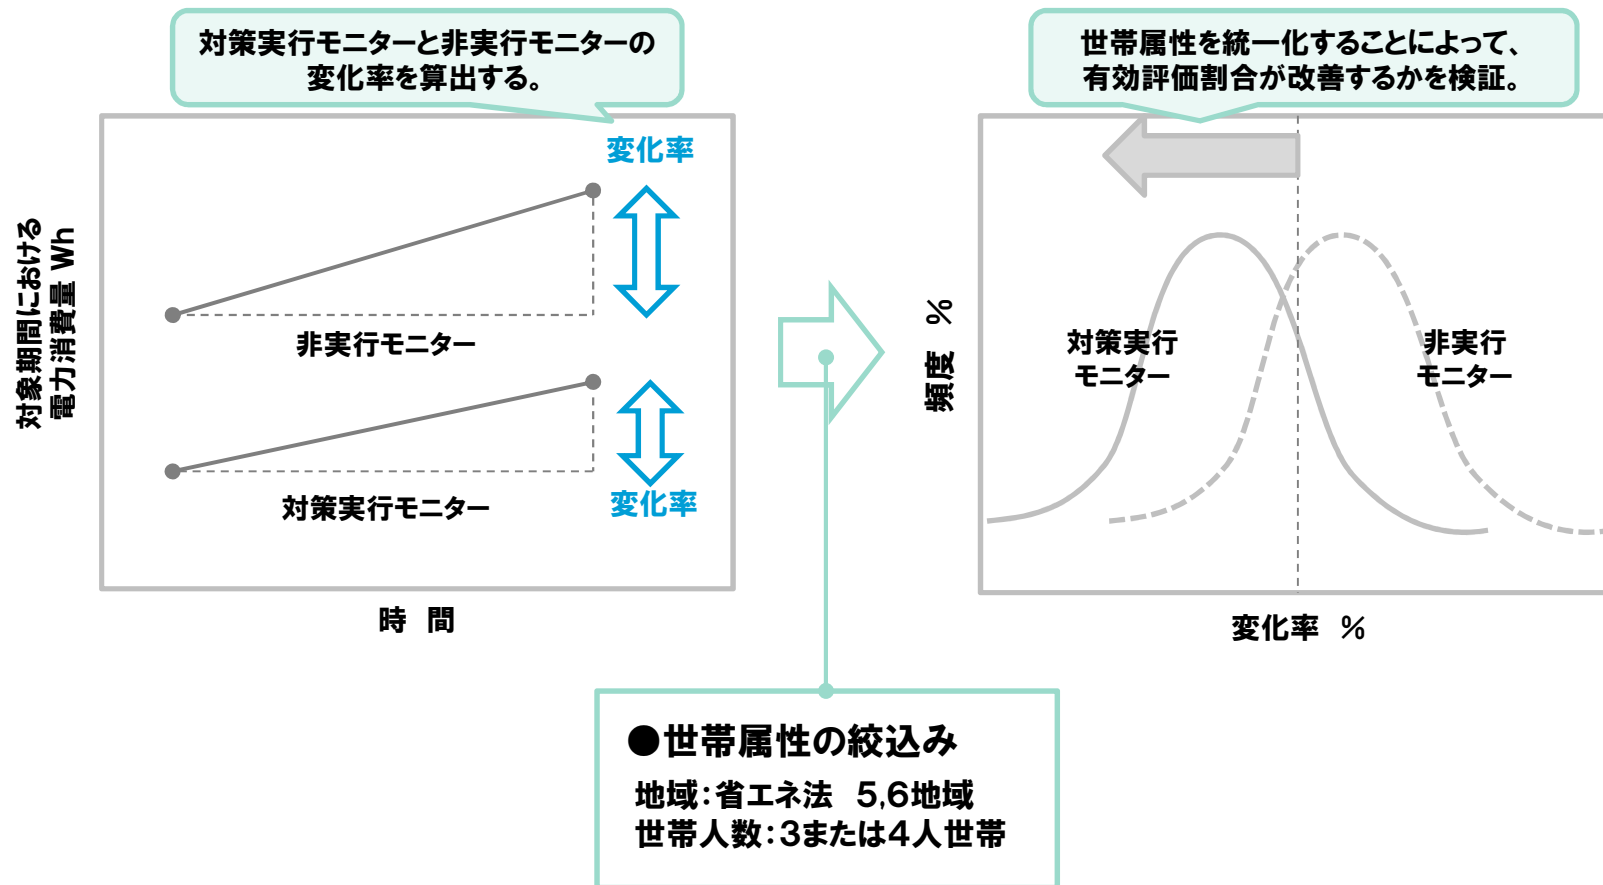 対策実行モニターと非実行モニターの
変化率を算出する。
変化率
対象期間における
電力消費量 Wh
非実行モニター
対策実行モニター
変化率
時 間
世帯属性を統一化することによって、
有効評価割合が改善するかを検証。
頻度 %
対策実行
モニター
非実行
モニター
変化率 %
●世帯属性の絞込み
地域：省エネ法 5,6地域
世帯人数：3または4人世帯